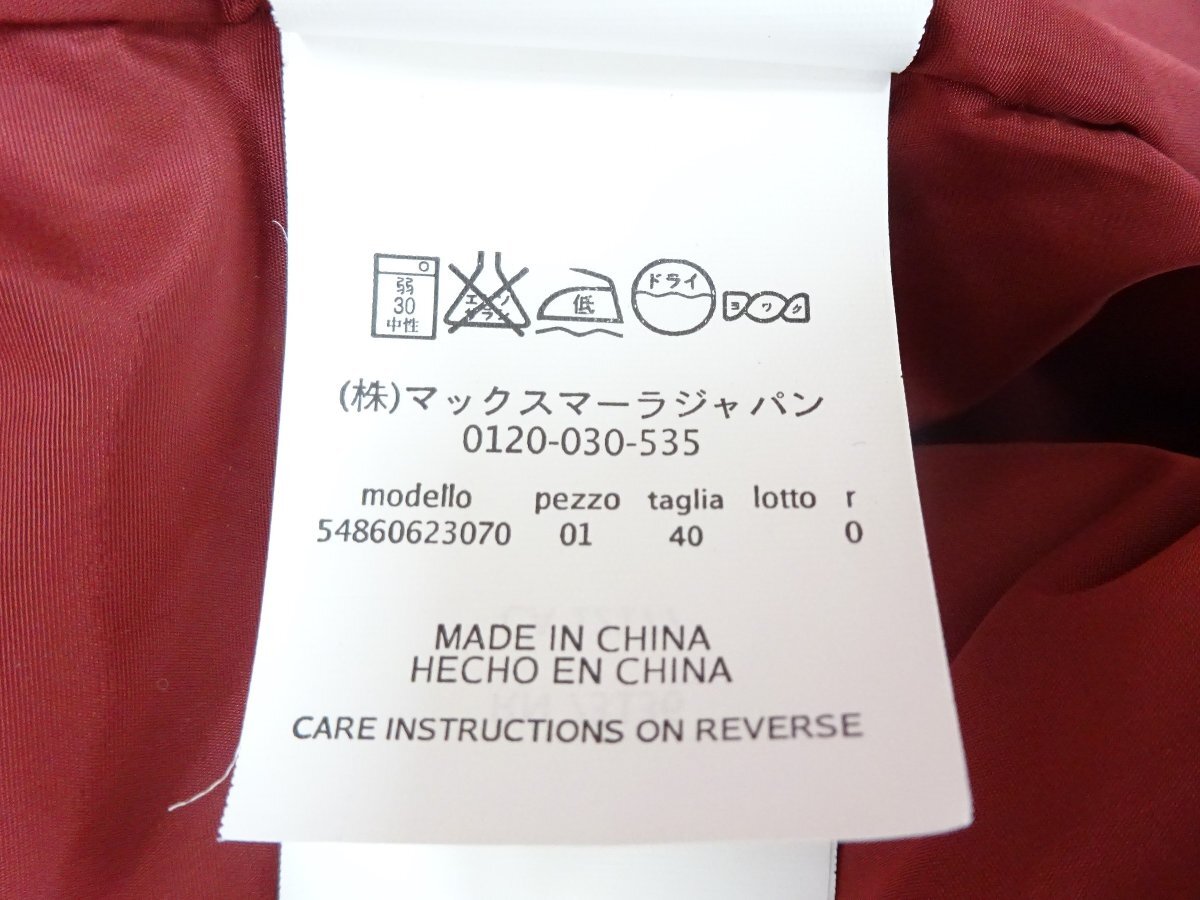 弱 30 中性 エンソサラシ 低 ドライ ヨワク
(株)マックスマーラジャパン
0120-030-535
modello pezzo taglia lotto r
54860623070 01 40 0
MADE IN CHINA
HECHO EN CHINA
CARE INSTRUCTIONS ON REVERSE